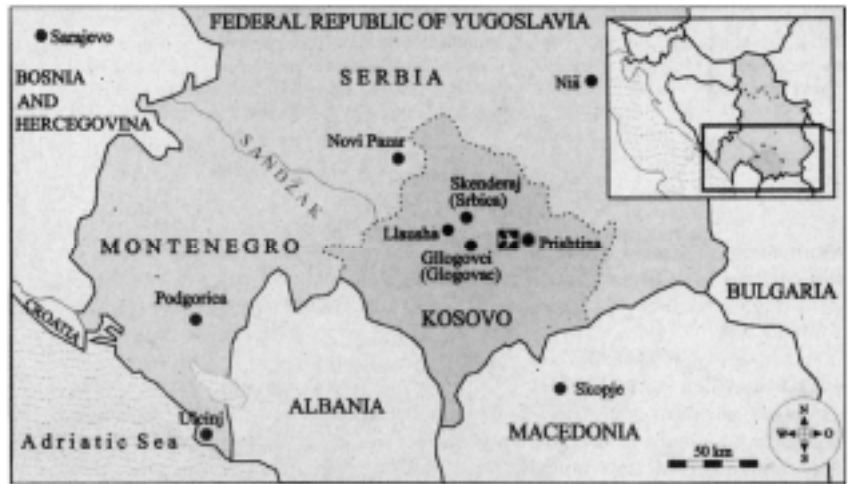 FEDERAL REPUBLIC OF YUGOSLAVIA
Sarajevo
BOSNIA
AND
HERCEGOVINA
SERBIA
Niš
Novi Pazar
SANDŽAK
Skenderaj
(Srbica)
Llausha
Prishtina
Gllogovci
(Glogovac)
MONTENEGRO
Podgorica
KOSOVO
BULGARIA
CROATIA
ALBANIA
Skopje
MACEDONIA
Ulcinj
Adriatic Sea
50 km
N
W O
S